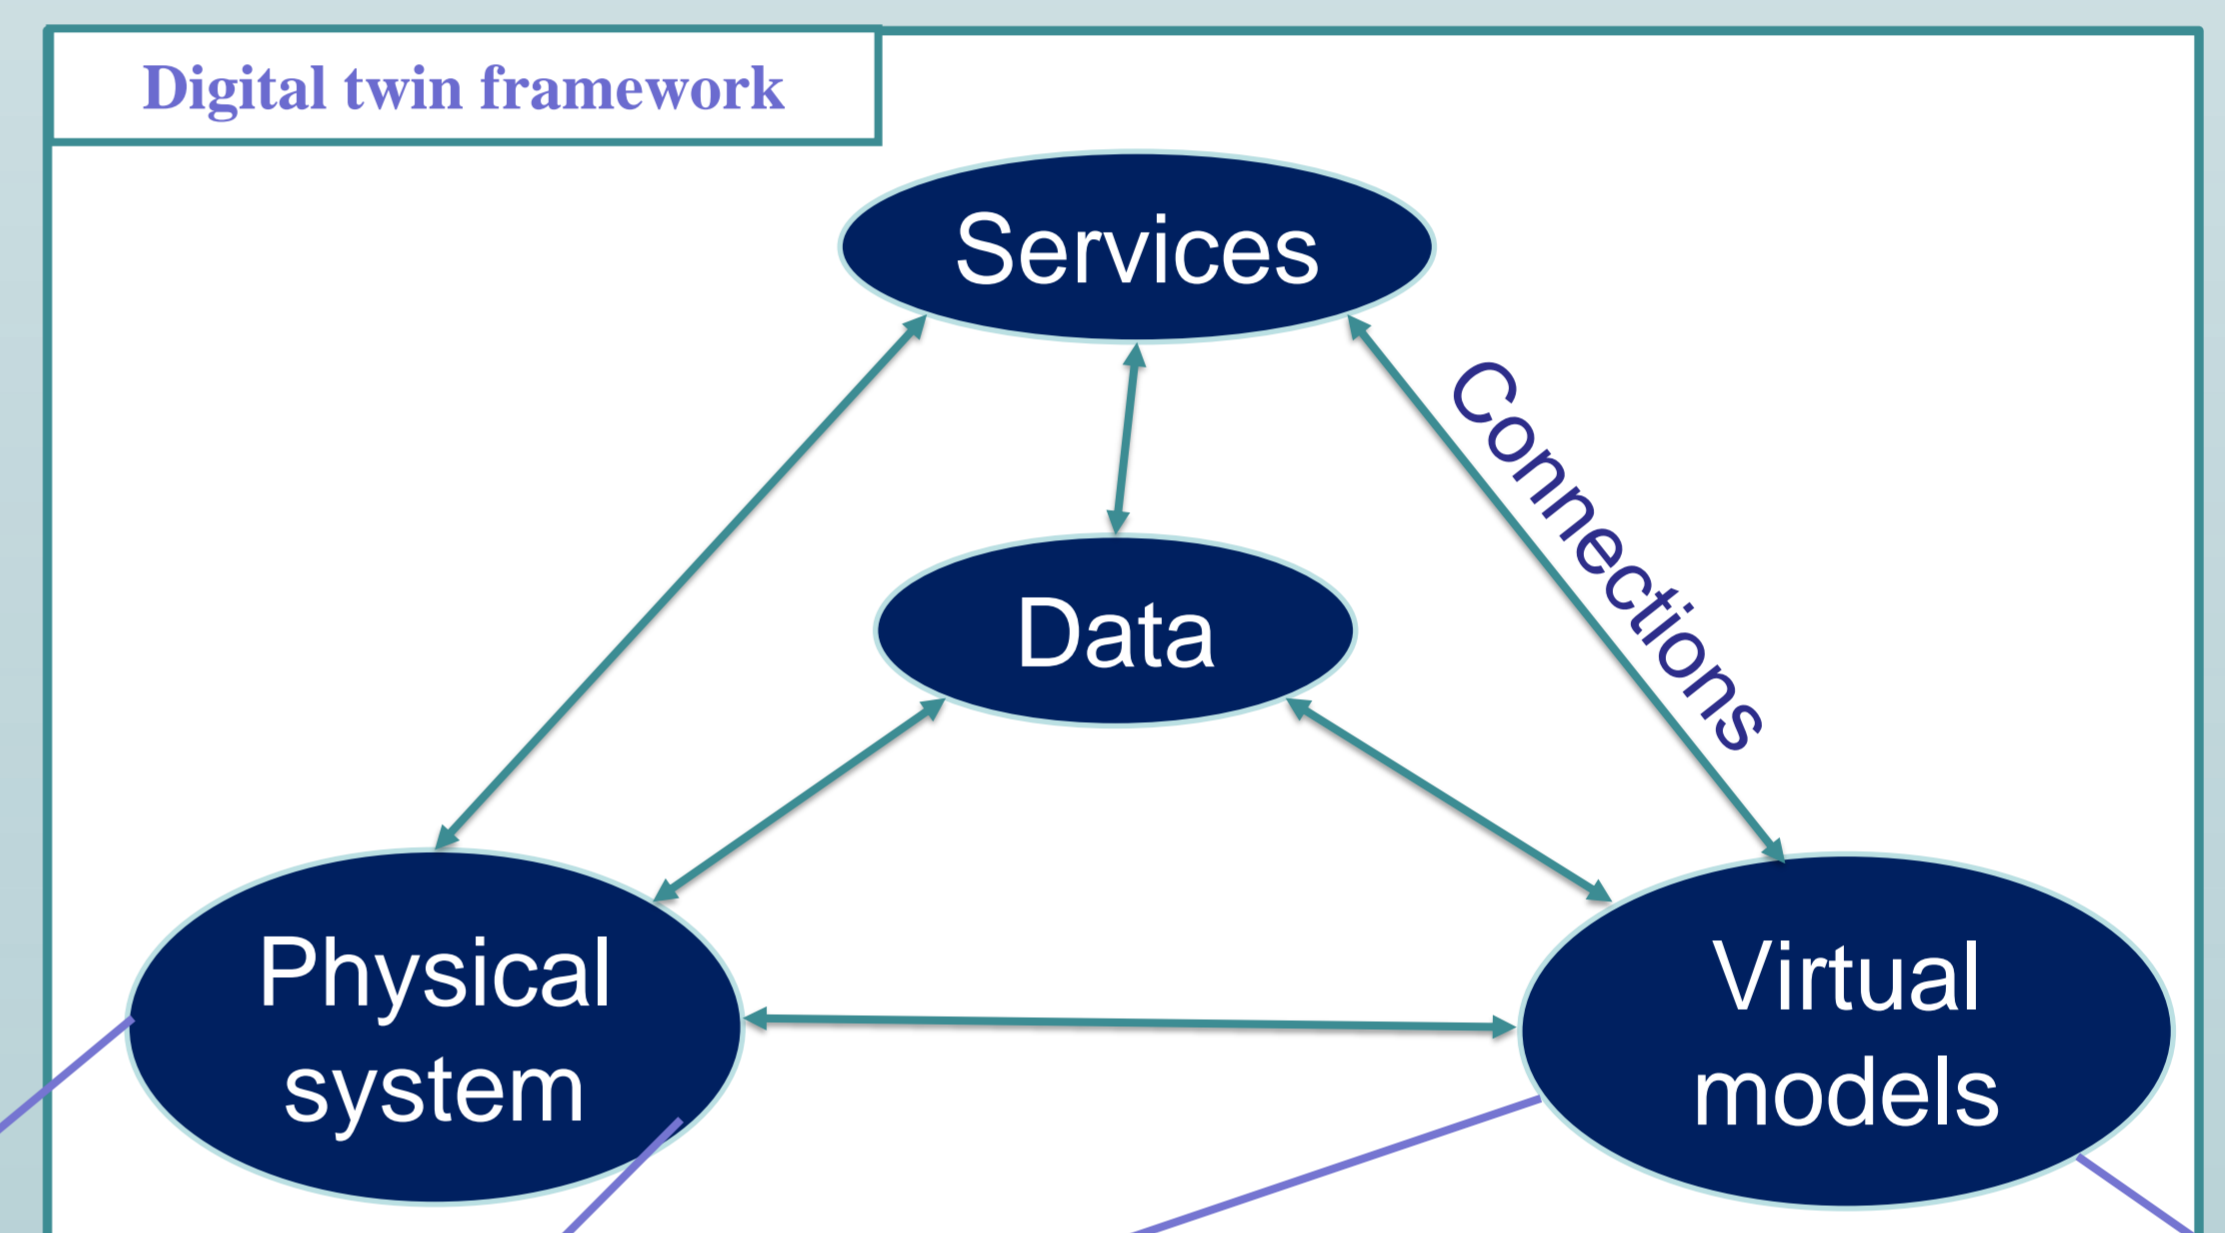 Digital twin framework
Services
Connections
Data
Physical
system
Virtual
models